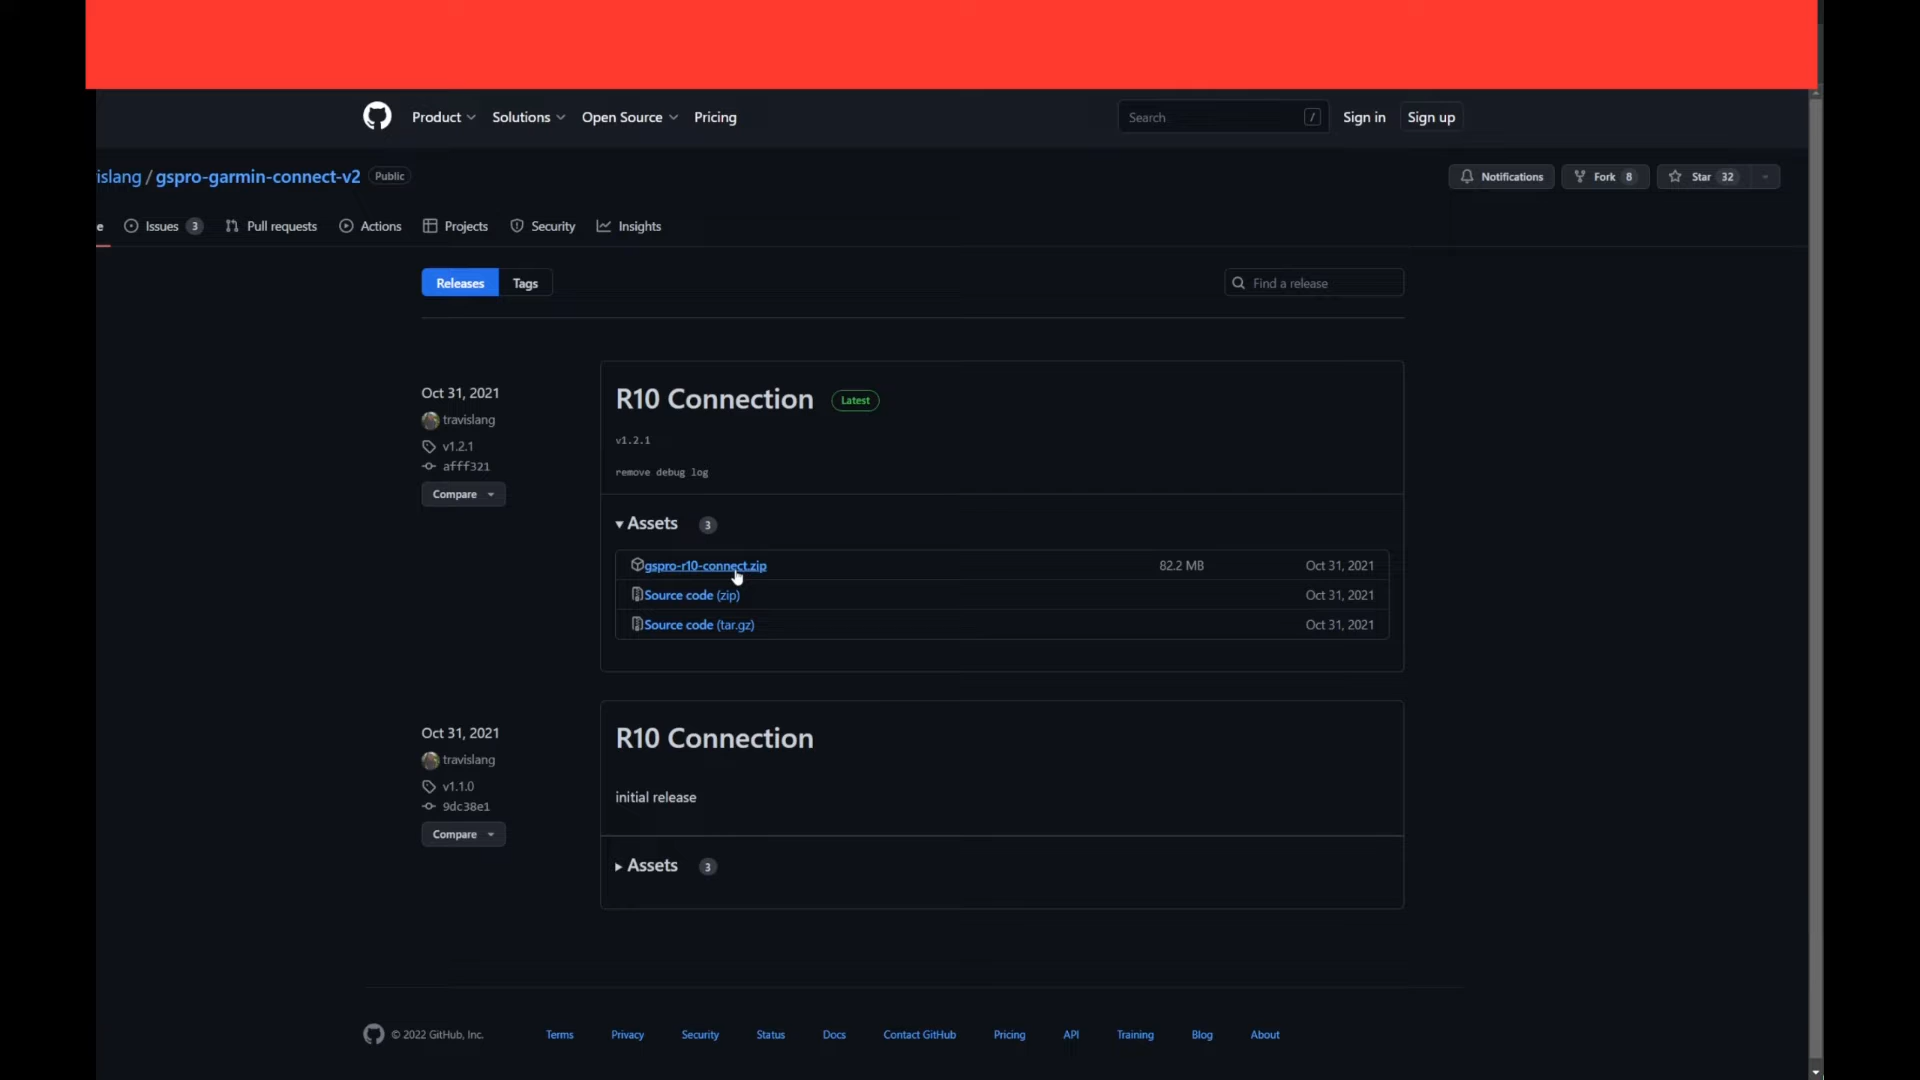 Product Solutions Open Source Pricing Search / Sign in Sign up
islang / gspro-garmin-connect-v2 Public Notifications Fork 8 Star 32
e Issues 3 Pull requests Actions Projects Security Insights
Releases Tags Find a release
Oct 31, 2021
travislang
v1.2.1
afff321
Compare
R10 Connection Latest
v1.2.1
remove debug log
Assets 3
gspro-r10-connect.zip 82.2 MB Oct 31, 2021
Source code (zip) Oct 31, 2021
Source code (tar.gz) Oct 31, 2021
Oct 31, 2021
travislang
v1.1.0
9dc38e1
Compare
R10 Connection
initial release
Assets 3
© 2022 GitHub, Inc. Terms Privacy Security Status Docs Contact GitHub Pricing API Training Blog About